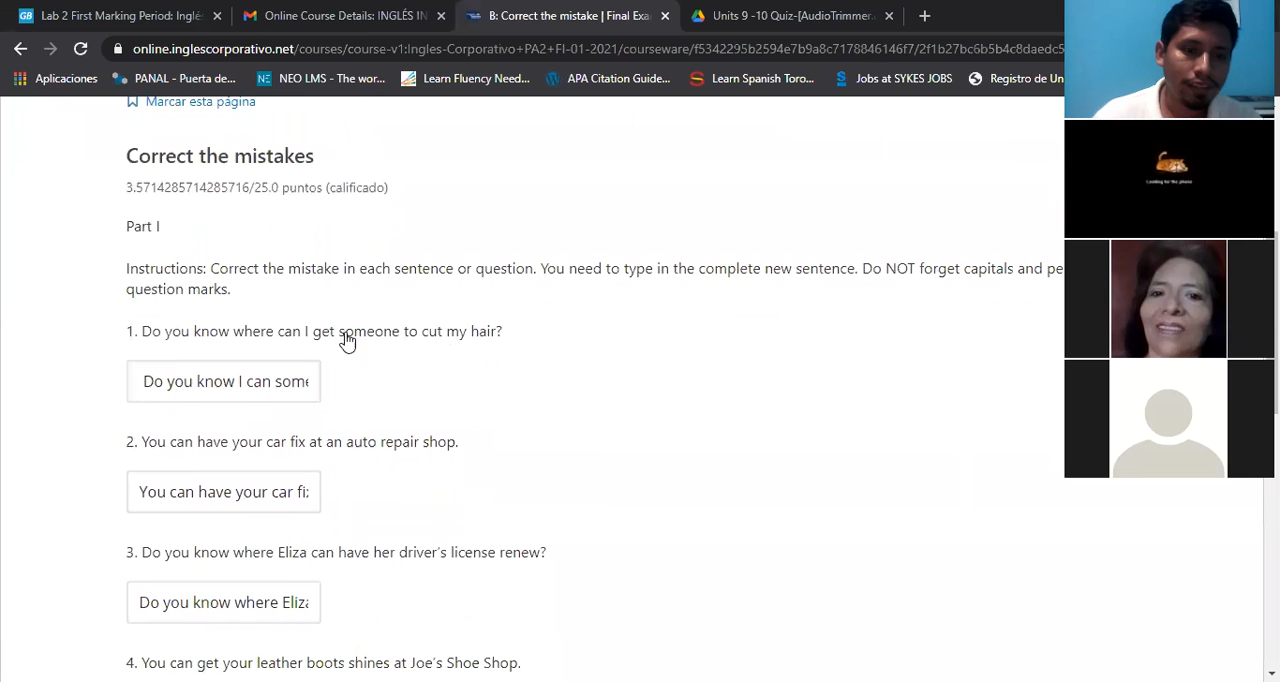 Lab 2 First Marking Period: Inglé
Online Course Details: INGLÉS IN
B: Correct the mistake | Final Exa
Units 9 -10 Quiz-[AudioTrimmer.
online.inglescorporativo.net/courses/course-v1:Ingles-Corporativo+PA2+FI-01-2021/courseware/f5342295b2594e7b9a8c7178846146f7/2f1b27bc6b5b4c8daedc5
Aplicaciones
PANAL - Puerta de...
NEO LMS - The wor...
Learn Fluency Need...
APA Citation Guide...
Learn Spanish Toro...
Jobs at SYKES JOBS
Registro de Un
Marcar esta página
Correct the mistakes
3.5714285714285716/25.0 puntos (calificado)
Part I
Instructions: Correct the mistake in each sentence or question. You need to type in the complete new sentence. Do NOT forget capitals and pe
question marks.
1. Do you know where can I get someone to cut my hair?
Do you know I can some
2. You can have your car fix at an auto repair shop.
You can have your car fix
3. Do you know where Eliza can have her driver´s license renew?
Do you know where Eliza
4. You can get your leather boots shines at Joe´s Shoe Shop.